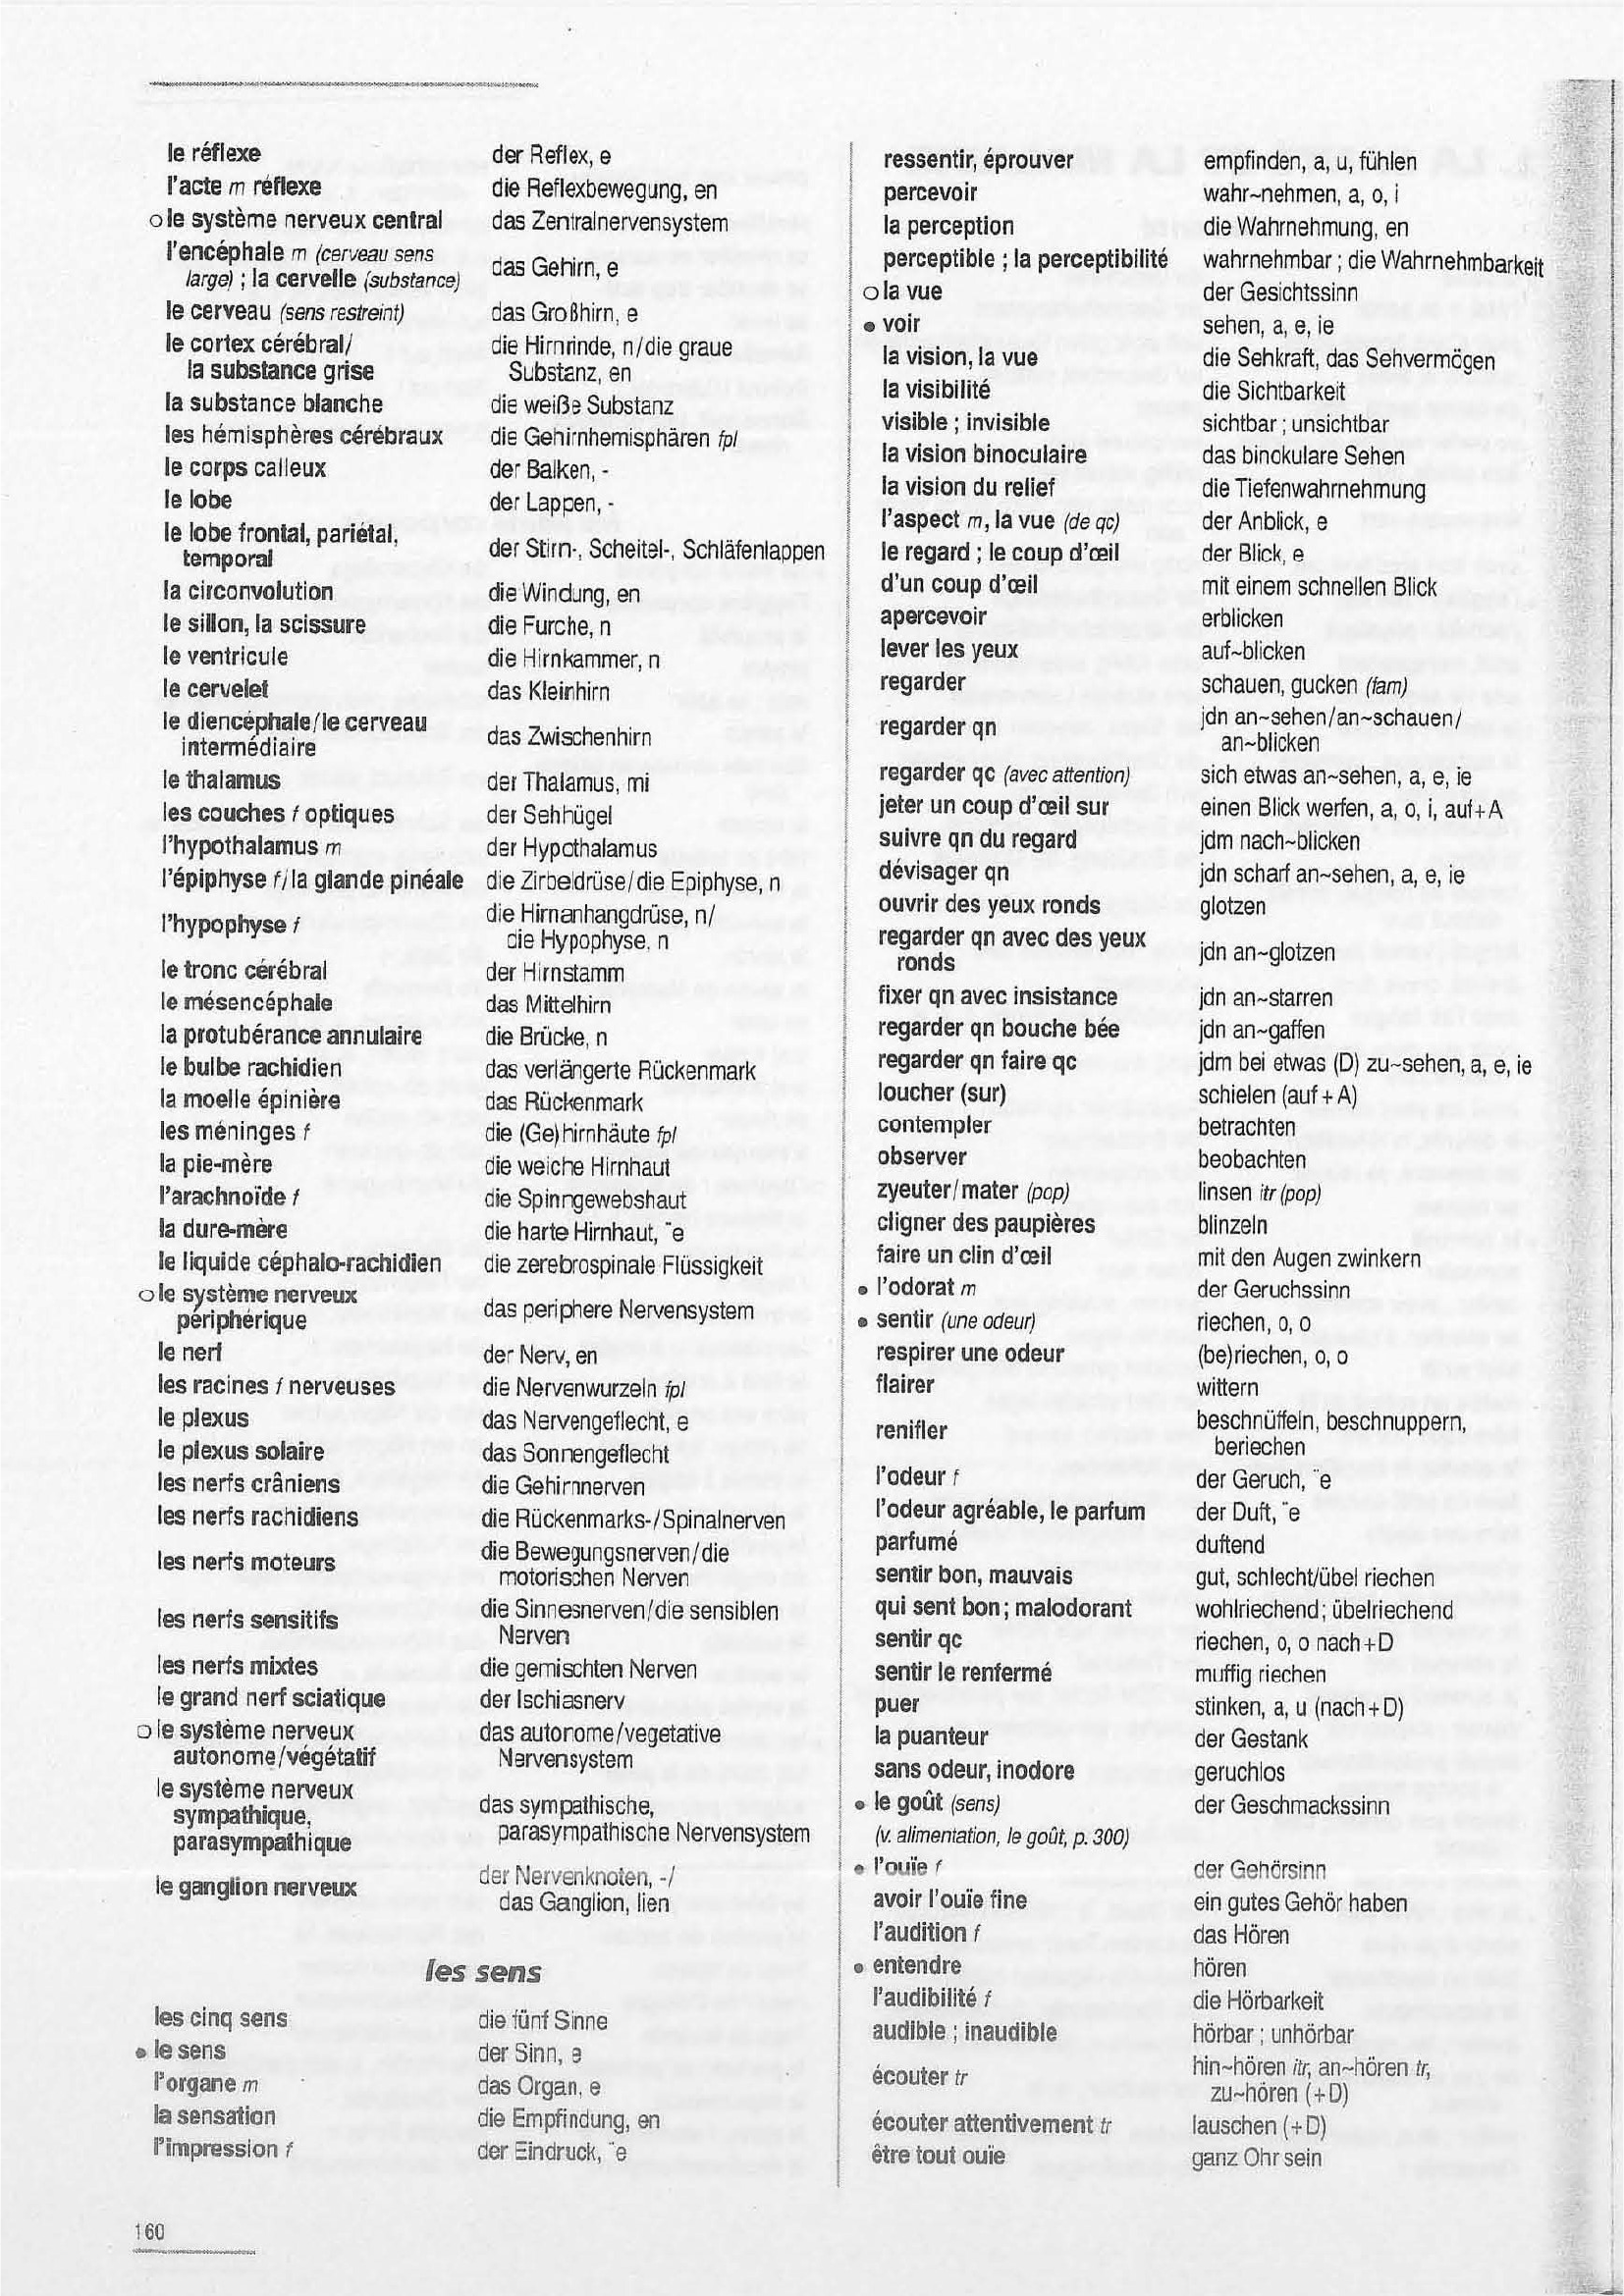 le réflexe der Reflex, e
l'acte m réflexe die Reflexbewegung, en
o le système nerveux central das Zentralnervensystem
l'encéphale m (cerveau sens
large) ; la cervelle (substance) das Gehirn, e
le cerveau (sens restreint) das Großhirn, e
le cortex cérébral/ die Hirnrinde, n/die graue
la substance grise Substanz, en
la substance blanche die weiße Substanz
les hémisphères cérébraux die Gehirnhemisphären fpl
le corps calleux der Balken, -
le lobe der Lappen, -
le lobe frontal, pariétal,
temporal der Stirn-, Scheitel-, Schläfenlappen
la circonvolution die Windung, en
le sillon, la scissure die Furche, n
le ventricule die Hirnkammer, n
le cervelet das Kleinhirn
le diencéphale/le cerveau
intermédiaire das Zwischenhirn
le thalamus der Thalamus, mi
les couches f optiques der Sehhügel
l'hypothalamus m der Hypothalamus
l'épiphyse f/la glande pinéale die Zirbeldrüse/die Epiphyse, n
l'hypophyse f die Hirnanhangdrüse, n/
die Hypophyse, n
le tronc cérébral der Hirnstamm
le mésencéphale das Mittelhirn
la protubérance annulaire die Brücke, n
le bulbe rachidien das verlängerte Rückenmark
la moelle épinière das Rückenmark
les méninges f die (Ge)hirnhäute fpl
la pie-mère die weiche Hirnhaut
l'arachnoïde f die Spinngewebshaut
la dure-mère die harte Hirnhaut, ¨e
le liquide céphalo-rachidien die zerebrospinale Flüssigkeit
o le système nerveux
périphérique das periphere Nervensystem
le nerf der Nerv, en
les racines f nerveuses die Nervenwurzeln fpl
le plexus das Nervengeflecht, e
le plexus solaire das Sonnengeflecht
les nerfs crâniens die Gehirnnerven
les nerfs rachidiens die Rückenmarks-/Spinalnerven
les nerfs moteurs die Bewegungsnerven/die
motorischen Nerven
les nerfs sensitifs die Sinnesnerven/die sensiblen
Nerven
les nerfs mixtes die gemischten Nerven
le grand nerf sciatique der Ischiasnerv
o le système nerveux das autonome/vegetative
autonome/végétatif Nervensystem
le système nerveux
sympathique, das sympathische,
parasympathique parasympathische Nervensystem
le ganglion nerveux der Nervenknoten, -/
das Ganglion, lien
les sens
les cinq sens die fünf Sinne
• le sens der Sinn, e
l'organe m das Organ, e
la sensation die Empfindung, en
l'impression f der Eindruck, ¨e
160
ressentir, éprouver empfinden, a, u, fühlen
percevoir wahr~nehmen, a, o, i
la perception die Wahrnehmung, en
perceptible ; la perceptibilité wahrnehmbar ; die Wahrnehmbarkeit
o la vue der Gesichtssinn
• voir sehen, a, e, ie
la vision, la vue die Sehkraft, das Sehvermögen
la visibilité die Sichtbarkeit
visible ; invisible sichtbar ; unsichtbar
la vision binoculaire das binokulare Sehen
la vision du relief die Tiefenwahrnehmung
l'aspect m, la vue (de qc) der Anblick, e
le regard ; le coup d'œil der Blick, e
d'un coup d'œil mit einem schnellen Blick
apercevoir erblicken
lever les yeux auf~blicken
regarder schauen, gucken (fam)
regarder qn jdn an~sehen/an~schauen/
an~blicken
regarder qc (avec attention) sich etwas an~sehen, a, e, ie
jeter un coup d'œil sur einen Blick werfen, a, o, i, auf+A
suivre qn du regard jdm nach~blicken
dévisager qn jdn scharf an~sehen, a, e, ie
ouvrir des yeux ronds glotzen
regarder qn avec des yeux
ronds jdn an~glotzen
fixer qn avec insistance jdn an~starren
regarder qn bouche bée jdn an~gaffen
regarder qn faire qc jdm bei etwas (D) zu~sehen, a, e, ie
loucher (sur) schielen (auf+A)
contempler betrachten
observer beobachten
zyeuter/mater (pop) linsen itr (pop)
cligner des paupières blinzeln
faire un clin d'œil mit den Augen zwinkern
• l'odorat m der Geruchssinn
• sentir (une odeur) riechen, o, o
respirer une odeur (be)riechen, o, o
flairer wittern
renifler beschnüffeln, beschnuppern,
beriechen
l'odeur f der Geruch, ¨e
l'odeur agréable, le parfum der Duft, ¨e
parfumé duftend
sentir bon, mauvais gut, schlecht/übel riechen
qui sent bon ; malodorant wohlriechend ; übelriechend
sentir qc riechen, o, o nach+D
sentir le renfermé muffig riechen
puer stinken, a, u (nach+D)
la puanteur der Gestank
sans odeur, inodore geruchlos
• le goût (sens) der Geschmackssinn
(v. alimentation, le goût, p. 300)
• l'ouïe f der Gehörsinn
avoir l'ouïe fine ein gutes Gehör haben
l'audition f das Hören
• entendre hören
l'audibilité f die Hörbarkeit
audible ; inaudible hörbar ; unhörbar
écouter tr hin~hören itr, an~hören tr,
zu~hören (+D)
écouter attentivement tr lauschen (+D)
être tout ouïe ganz Ohr sein